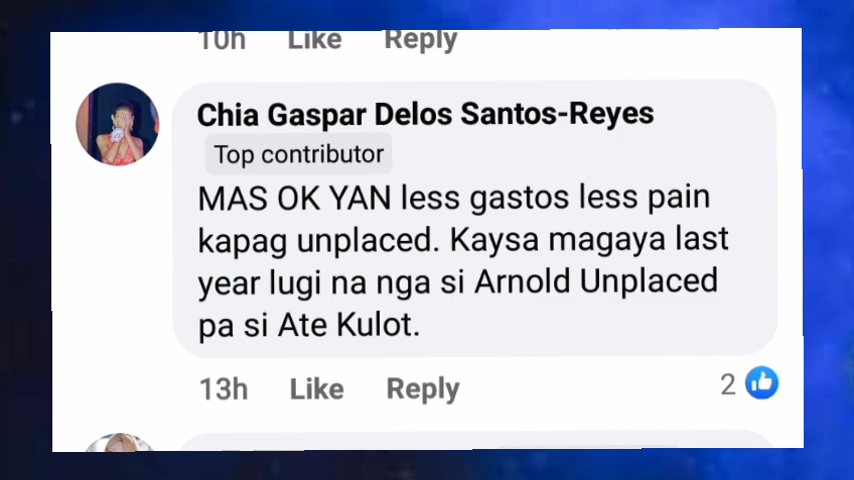 10h Like Reply
Chia Gaspar Delos Santos-Reyes
Top contributor
MAS OK YAN less gastos less pain
kapag unplaced. Kaysa magaya last
year lugi na nga si Arnold Unplaced
pa si Ate Kulot.
13h Like Reply 2